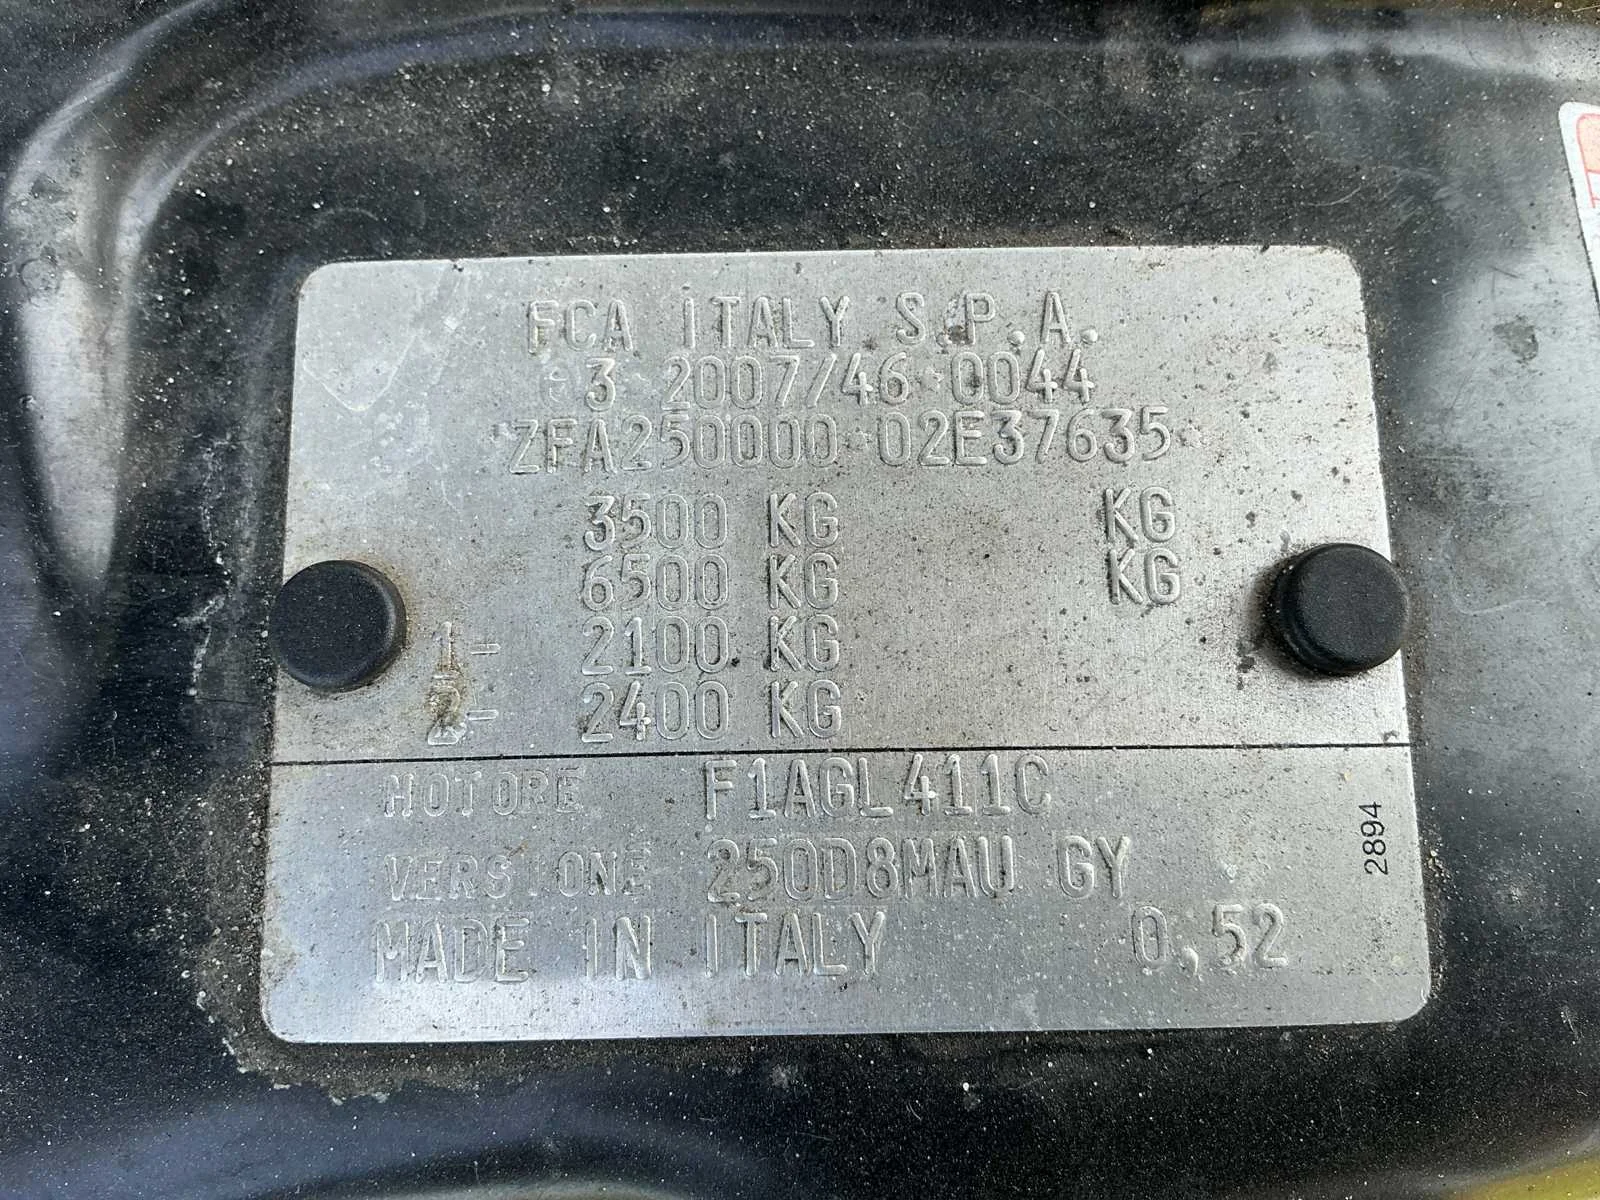 FCA ITALY S.P.A.
3 2007/46 0044
ZFA250000 02E37635
3500 KG KG
6500 KG KG
1- 2100 KG
2- 2400 KG
MOTORE F1AGL411C
VERSIONE 250D8MAU GY
MADE IN ITALY 0,52
2894